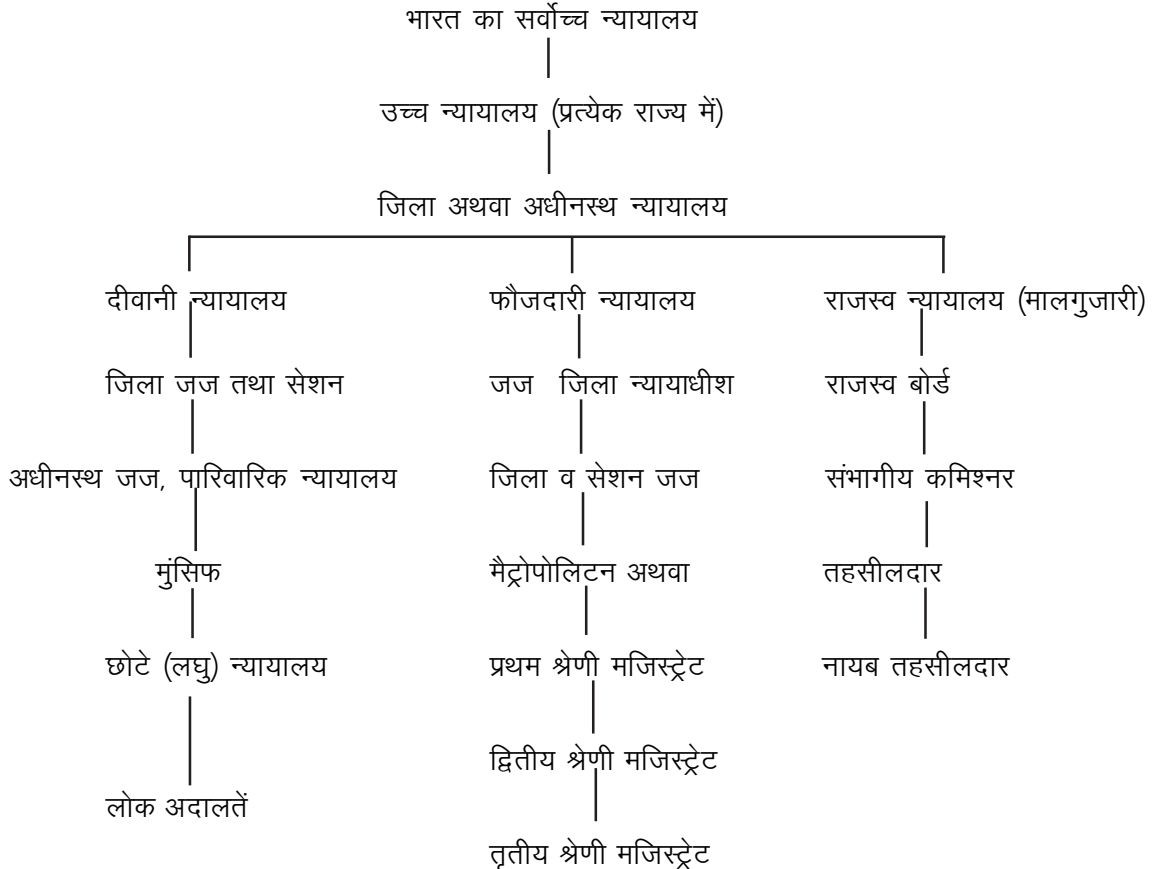 भारत का सर्वोच्च न्यायालय
उच्च न्यायालय (प्रत्येक राज्य में)
जिला अथवा अधीनस्थ न्यायालय
दीवानी न्यायालय
फौजदारी न्यायालय
राजस्व न्यायालय (मालगुजारी)
जिला जज तथा सेशन
जज जिला न्यायाधीश
राजस्व बोर्ड
अधीनस्थ जज, पारिवारिक न्यायालय
जिला व सेशन जज
संभागीय कमिश्नर
मुंसिफ
मैट्रोपोलिटन अथवा
तहसीलदार
छोटे (लघु) न्यायालय
प्रथम श्रेणी मजिस्ट्रेट
नायब तहसीलदार
द्वितीय श्रेणी मजिस्ट्रेट
लोक अदालतें
तृतीय श्रेणी मजिस्ट्रेट